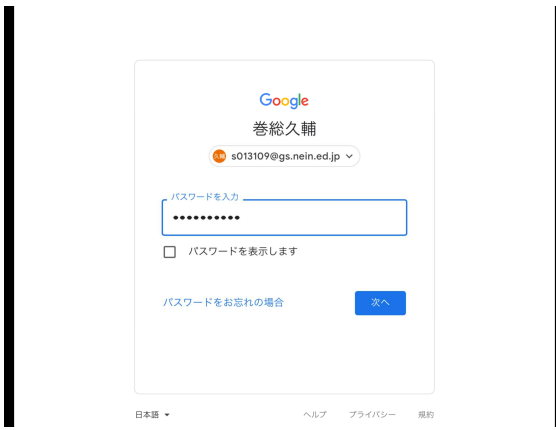 Google
巻総久輔
久輔 s013109@gs.nein.ed.jp
パスワードを入力
••••••••••
パスワードを表示します
パスワードをお忘れの場合 次へ
日本語 ヘルプ プライバシー 規約